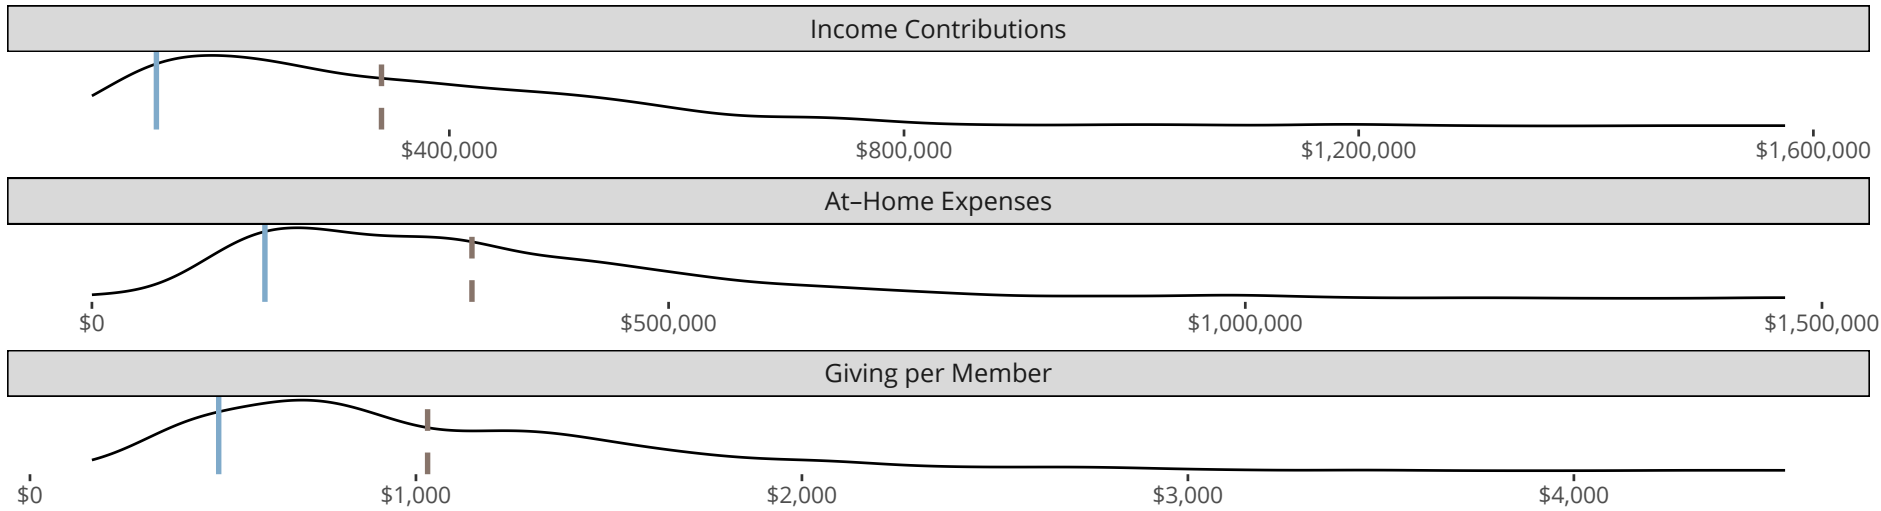 Income Contributions
$400,000 $800,000 $1,200,000 $1,600,000
At–Home Expenses
$0 $500,000 $1,000,000 $1,500,000
Giving per Member
$0 $1,000 $2,000 $3,000 $4,000